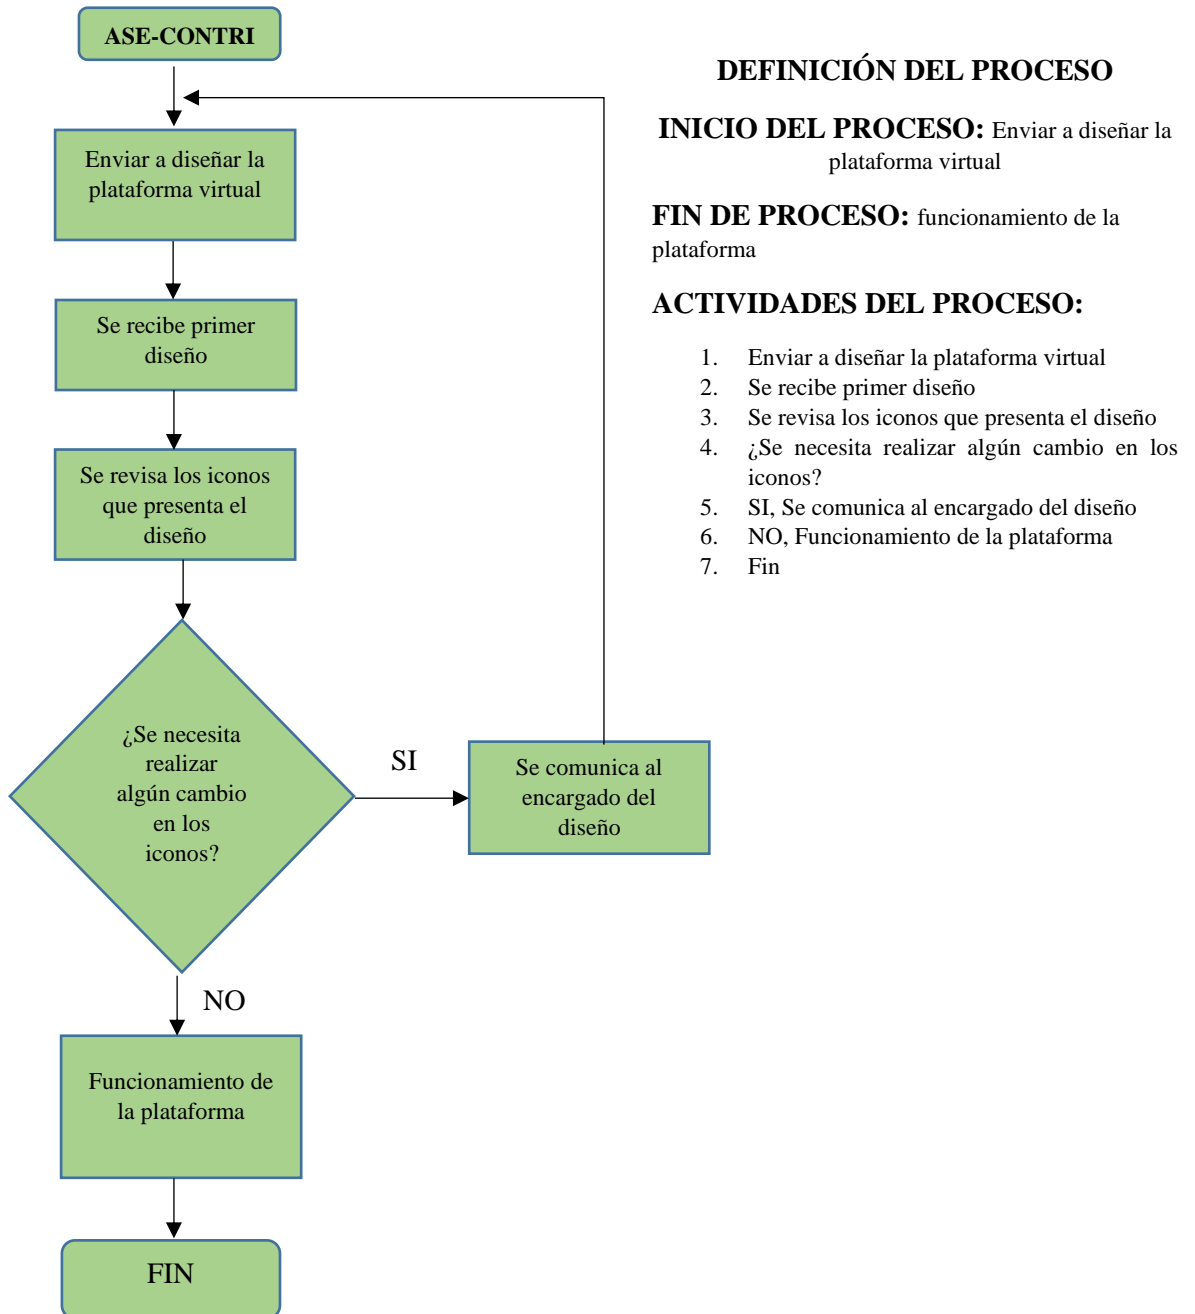 ASE-CONTRI
Enviar a diseñar la
plataforma virtual
Se recibe primer
diseño
Se revisa los iconos
que presenta el
diseño
¿Se necesita
realizar
algún cambio
en los
iconos?
SI
Se comunica al
encargado del
diseño
NO
Funcionamiento de
la plataforma
FIN
DEFINICIÓN DEL PROCESO
INICIO DEL PROCESO: Enviar a diseñar la
plataforma virtual
FIN DE PROCESO: funcionamiento de la
plataforma
ACTIVIDADES DEL PROCESO:
1. Enviar a diseñar la plataforma virtual
2. Se recibe primer diseño
3. Se revisa los iconos que presenta el diseño
4. ¿Se necesita realizar algún cambio en los
iconos?
5. SI, Se comunica al encargado del diseño
6. NO, Funcionamiento de la plataforma
7. Fin